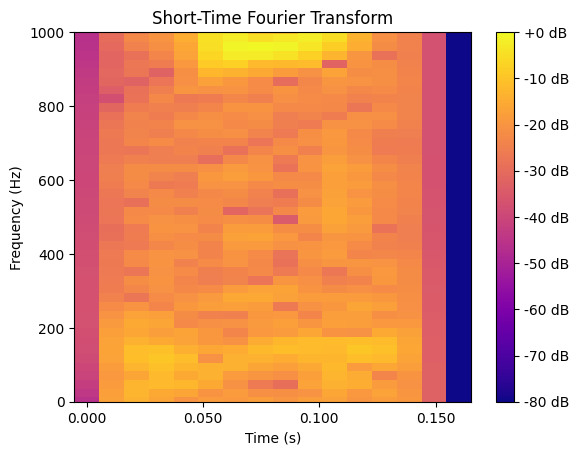 Short-Time Fourier Transform
Frequency (Hz)
1000
800
600
400
200
0
0.000
0.050
0.100
0.150
Time (s)
+0 dB
-10 dB
-20 dB
-30 dB
-40 dB
-50 dB
-60 dB
-70 dB
-80 dB